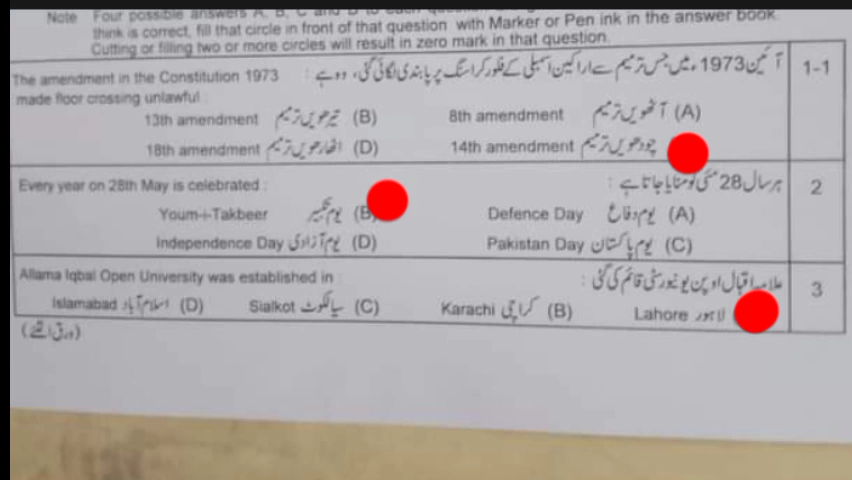 Note Four possible answers A, B, C and D to each question
think is correct, fill that circle in front of that question with Marker or Pen ink in the answer book.
Cutting or filling two or more circles will result in zero mark in that question.
1-1 آئین 1973ء میں جس ترمیم سے اراکین اسمبلی کے فلور کراسنگ پر پابندی لگائی گئی، وہ ہے :
The amendment in the Constitution 1973
made floor crossing unlawful :
(A) آٹھویں ترمیم 8th amendment (B) تیرھویں ترمیم 13th amendment
چودھویں ترمیم 14th amendment (D) اٹھارھویں ترمیم 18th amendment
2 ہر سال 28 مئی کو منایا جاتا ہے :
Every year on 28th May is celebrated :
(A) یومِ دفاع Defence Day (B) یومِ تکبیر Youm-i-Takbeer
(C) یومِ پاکستان Pakistan Day (D) یومِ آزادی Independence Day
3 علامہ اقبال اوپن یونیورسٹی قائم کی گئی :
Allama Iqbal Open University was established in :
لاہور Lahore (B) کراچی Karachi (C) سیالکوٹ Sialkot (D) اسلام آباد Islamabad
(ورق الٹئے)